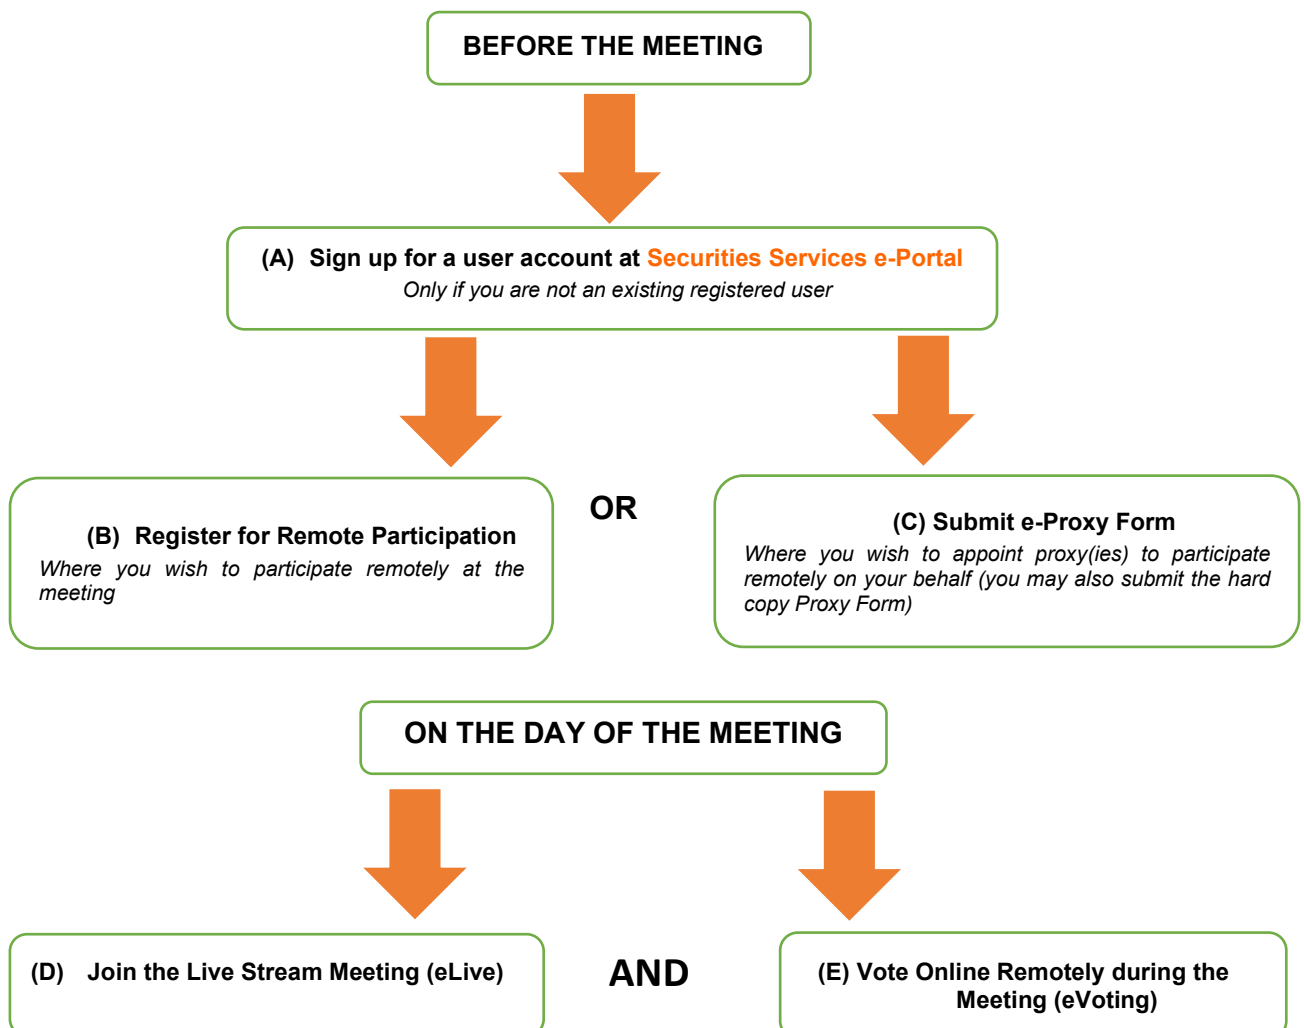 BEFORE THE MEETING
(A) Sign up for a user account at Securities Services e-Portal
Only if you are not an existing registered user
(B) Register for Remote Participation
Where you wish to participate remotely at the
meeting
OR
(C) Submit e-Proxy Form
Where you wish to appoint proxy(ies) to participate
remotely on your behalf (you may also submit the hard
copy Proxy Form)
ON THE DAY OF THE MEETING
(D) Join the Live Stream Meeting (eLive)
AND
(E) Vote Online Remotely during the
Meeting (eVoting)